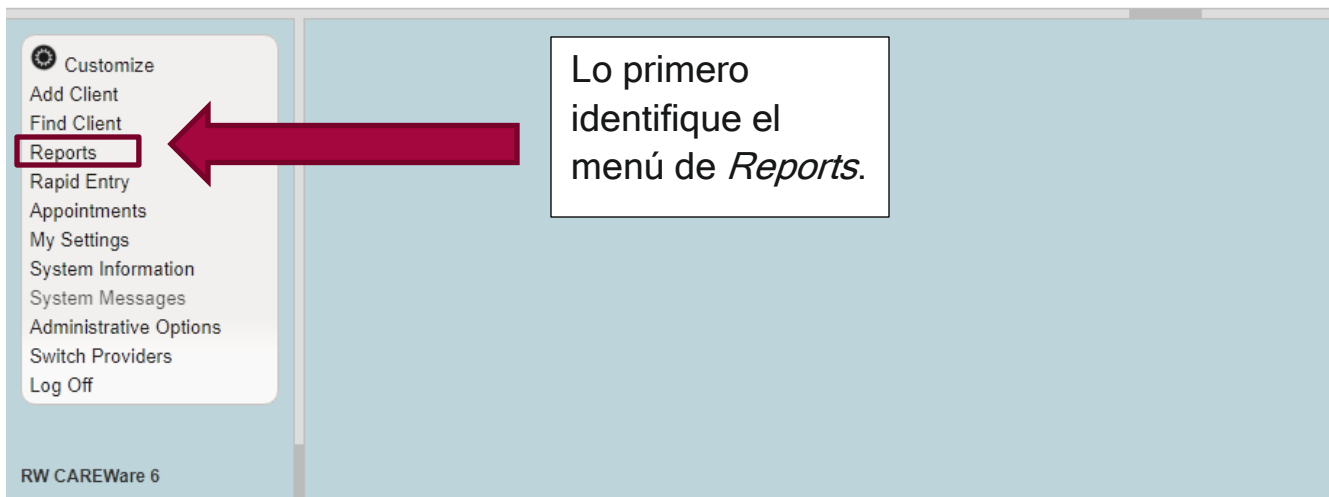 Customize
Add Client
Find Client
Reports
Rapid Entry
Appointments
My Settings
System Information
System Messages
Administrative Options
Switch Providers
Log Off
RW CAREWare 6
Lo primero
identifique el
menú de Reports.